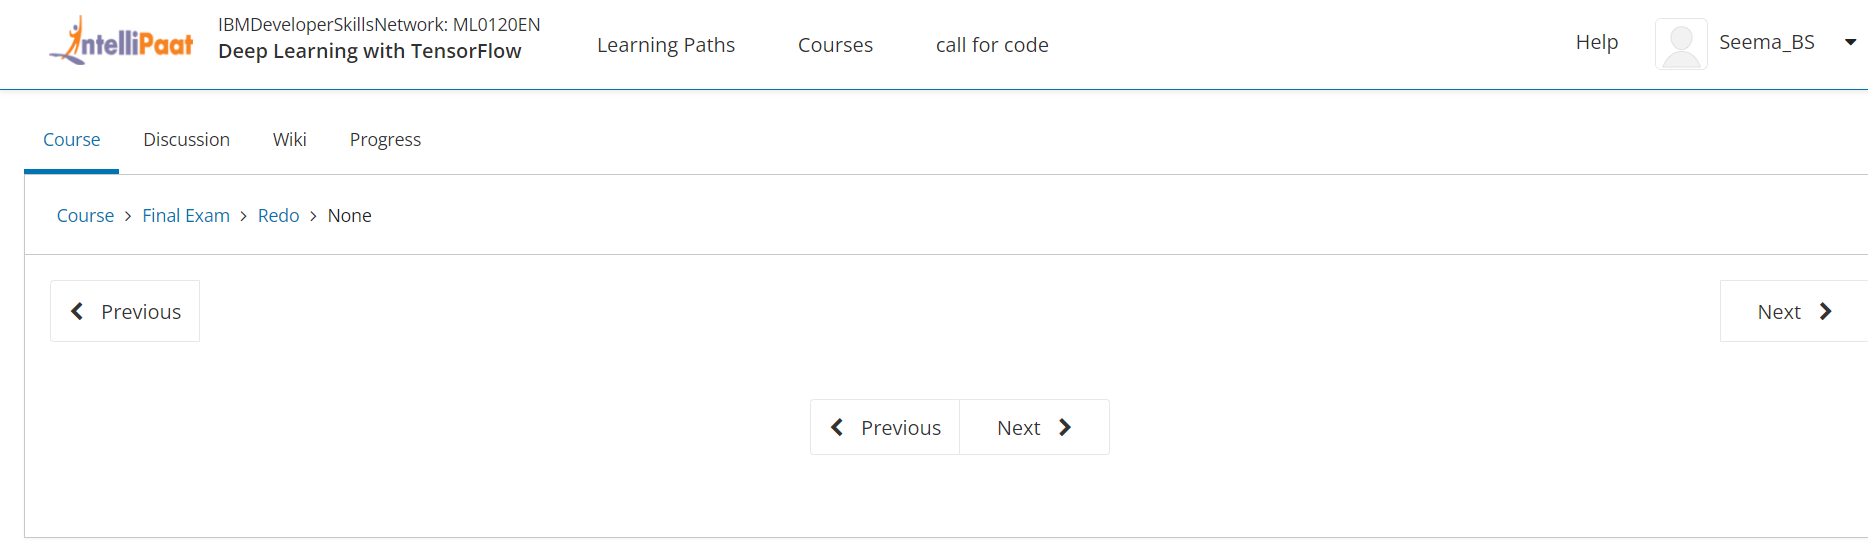 IntelliPaat
IBMDeveloperSkillsNetwork: ML0120EN
Deep Learning with TensorFlow
Learning Paths
Courses
call for code
Help
Seema_BS
Course
Discussion
Wiki
Progress
Course > Final Exam > Redo > None
Previous
Next
Previous
Next